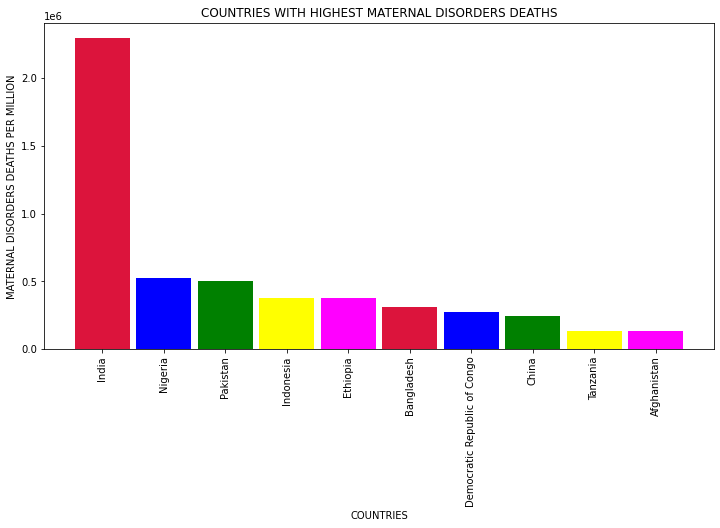 COUNTRIES WITH HIGHEST MATERNAL DISORDERS DEATHS
1e6
MATERNAL DISORDERS DEATHS PER MILLION
2.0
1.5
1.0
0.5
0.0
India
Nigeria
Pakistan
Indonesia
Ethiopia
Bangladesh
Democratic Republic of Congo
China
Tanzania
Afghanistan
COUNTRIES